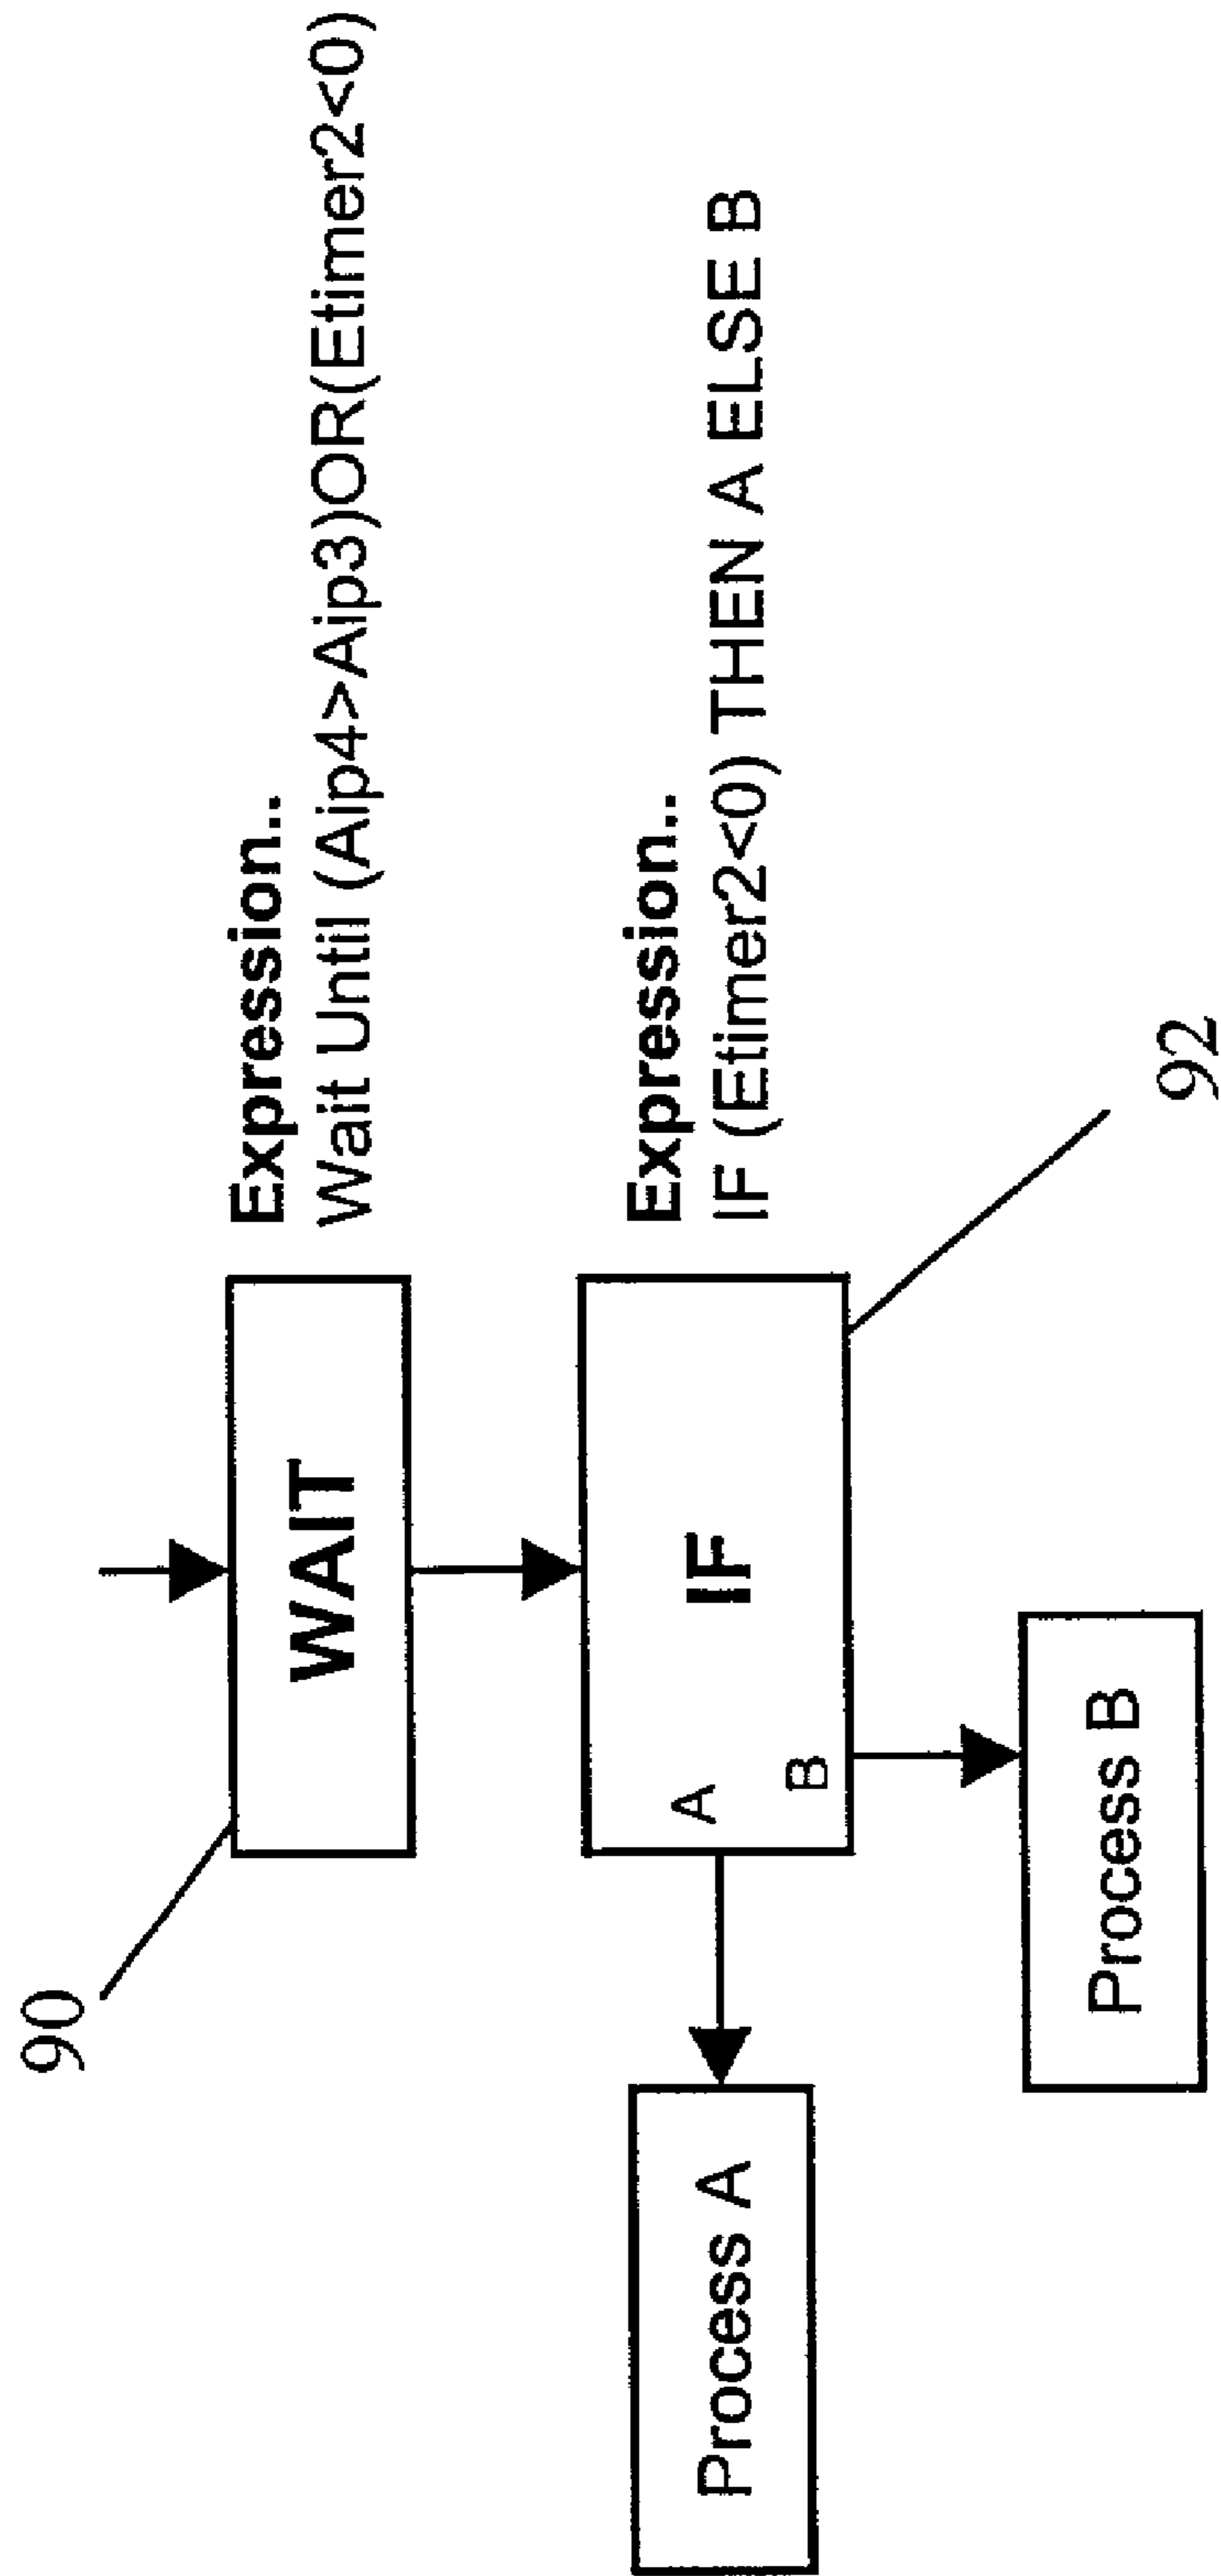 90
WAIT
Expression..
Wait Until (Aip4>Aip3)OR(Etimer2<0)
IF
A
B
Expression..
IF (Etimer2<0) THEN A ELSE B
92
Process A
Process B